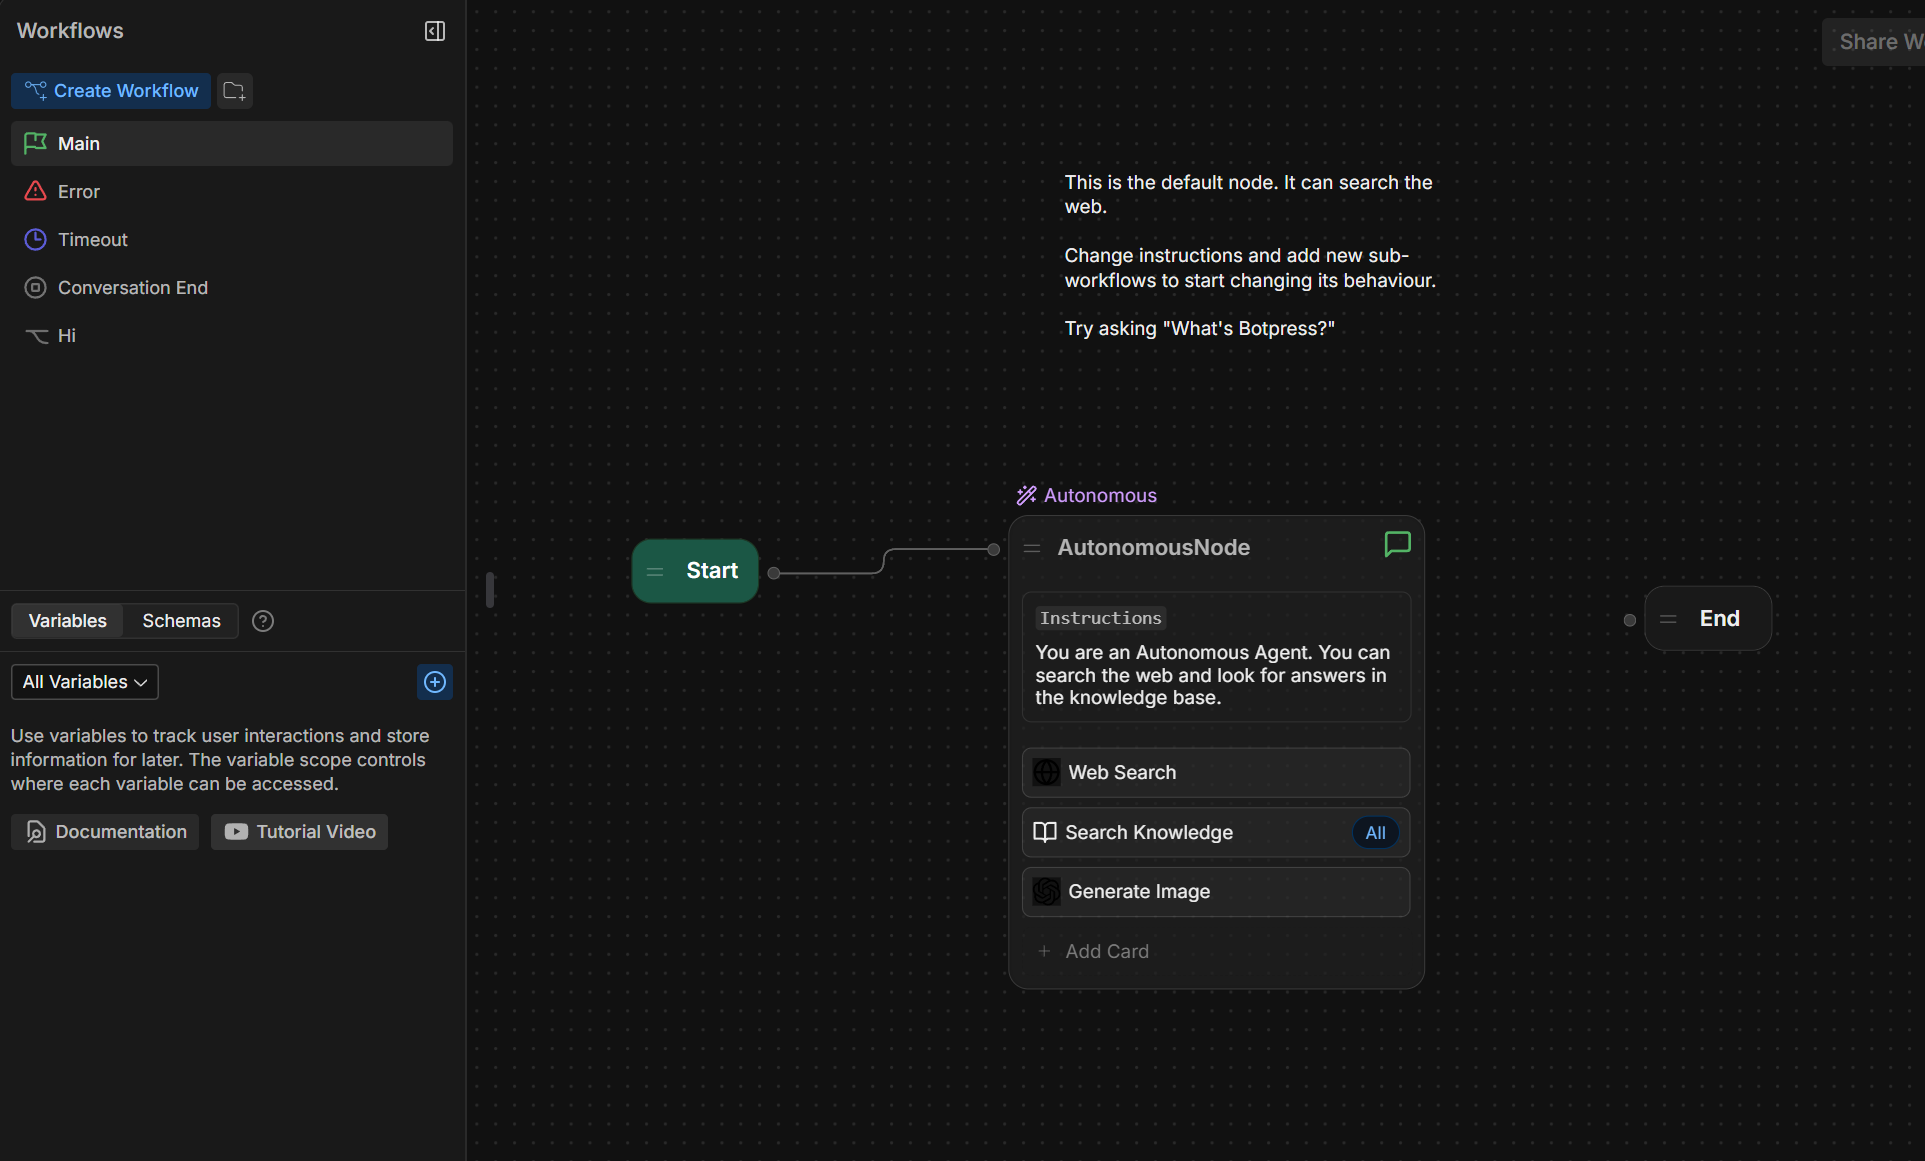 Workflows
Create Workflow
Main
Error
Timeout
Conversation End
Hi
Variables
Schemas
All Variables
Use variables to track user interactions and store
information for later. The variable scope controls
where each variable can be accessed.
Documentation
Tutorial Video
Share W
This is the default node. It can search the
web.
Change instructions and add new sub-
workflows to start changing its behaviour.
Try asking "What's Botpress?"
Start
Autonomous
AutonomousNode
Instructions
You are an Autonomous Agent. You can
search the web and look for answers in
the knowledge base.
Web Search
Search Knowledge
All
Generate Image
+ Add Card
End